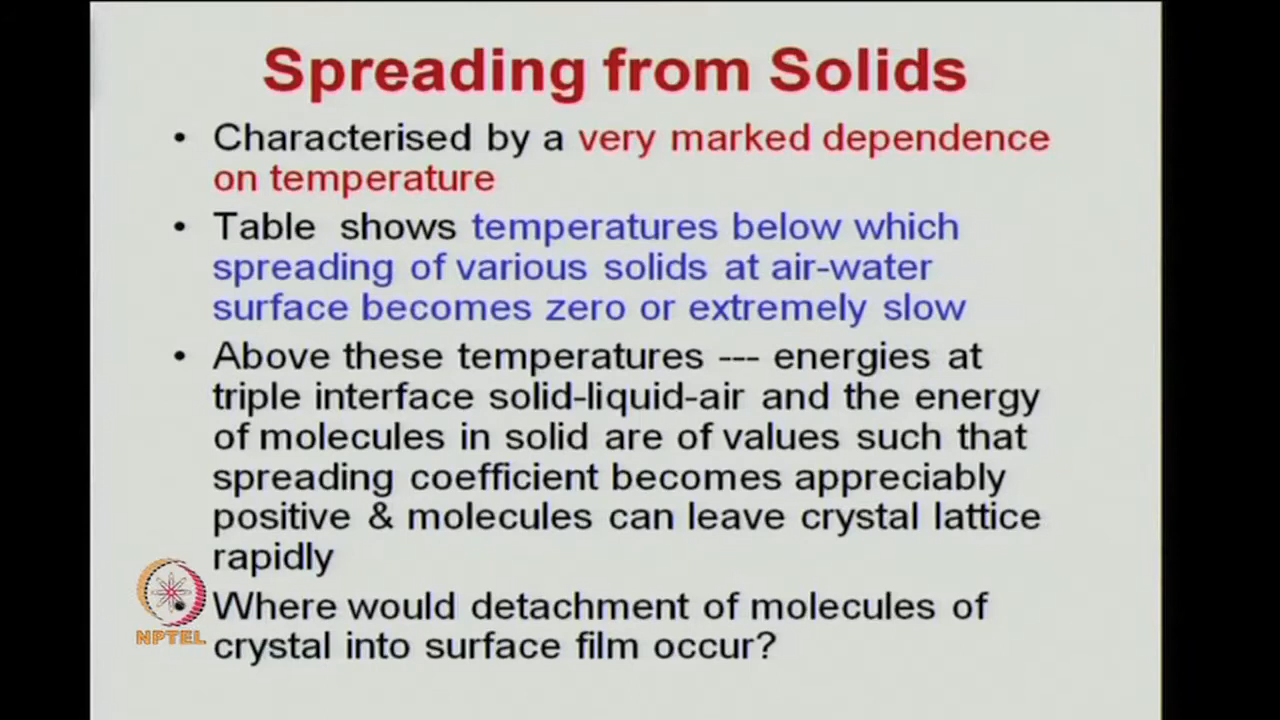 Spreading from Solids
• Characterised by a very marked dependence
on temperature
• Table shows temperatures below which
spreading of various solids at air-water
surface becomes zero or extremely slow
• Above these temperatures --- energies at
triple interface solid-liquid-air and the energy
of molecules in solid are of values such that
spreading coefficient becomes appreciably
positive & molecules can leave crystal lattice
rapidly
Where would detachment of molecules of
crystal into surface film occur?
NPTEL